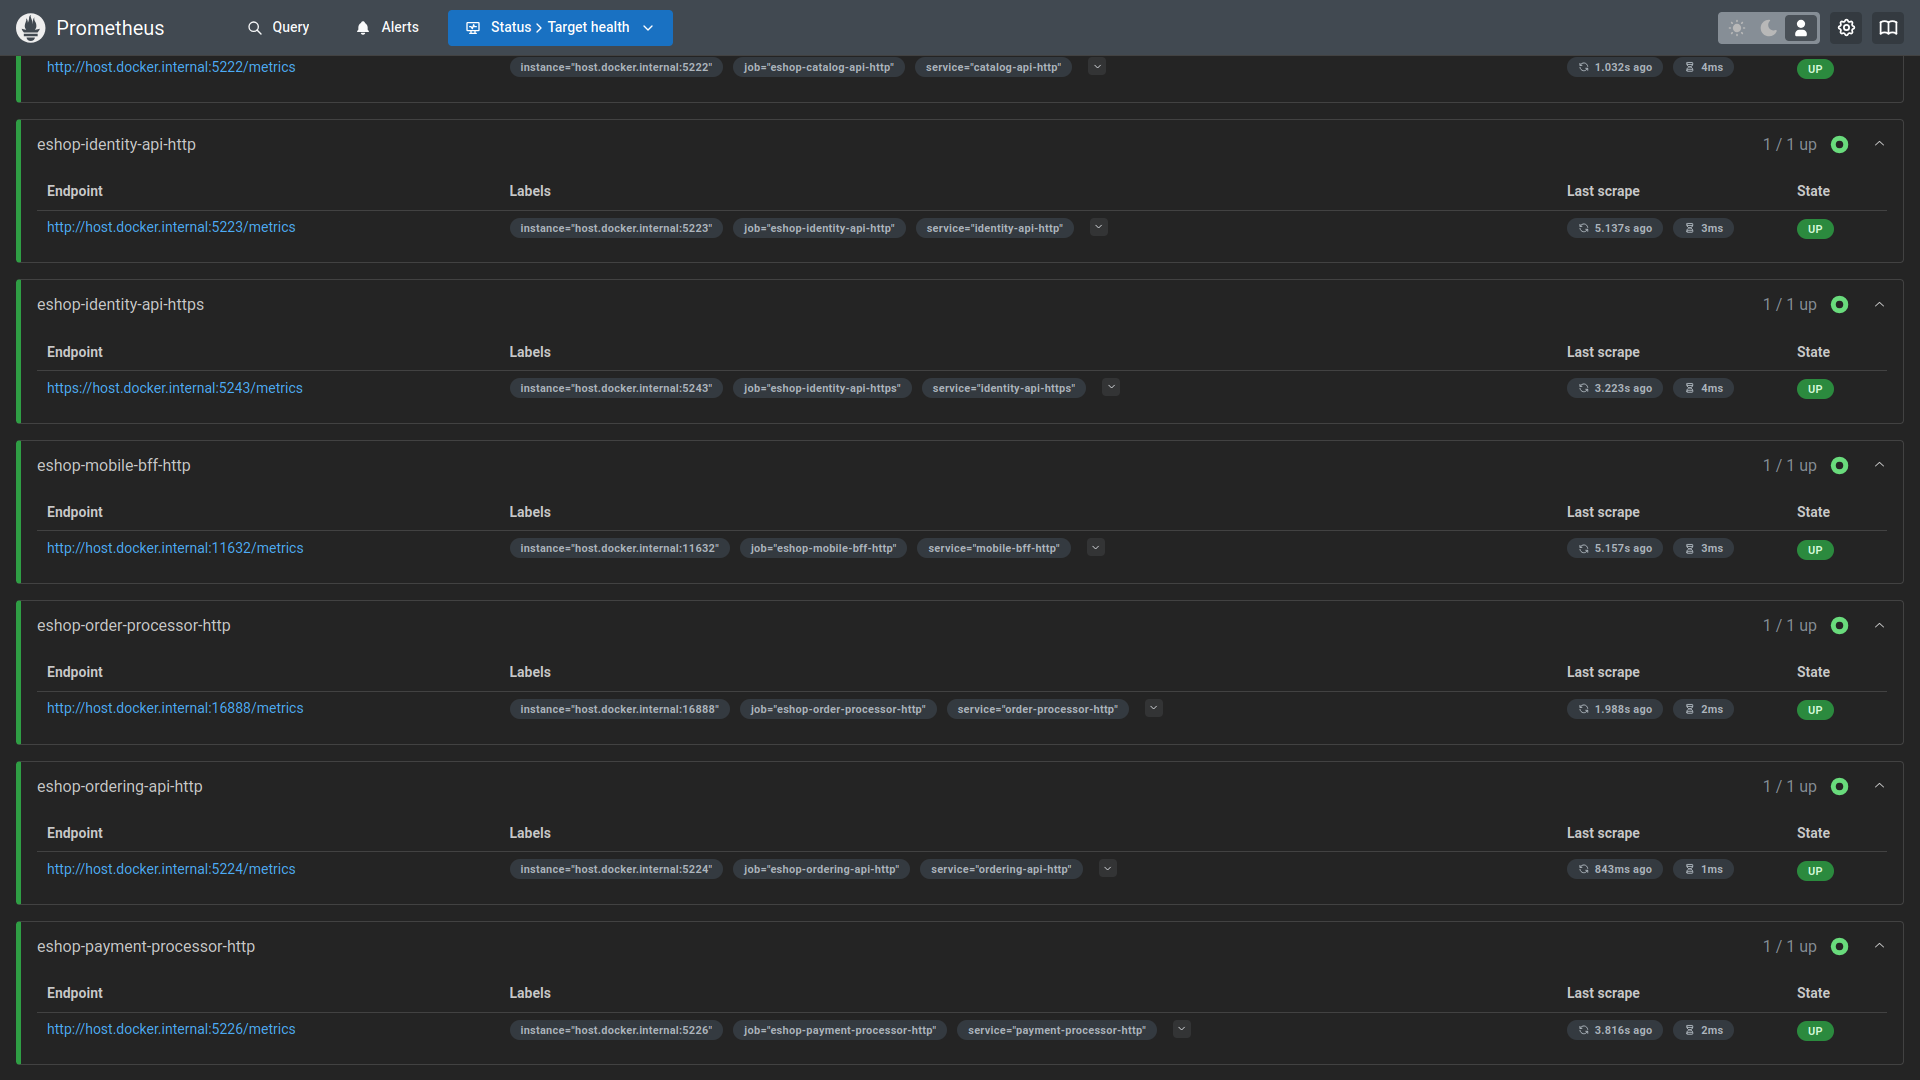 Prometheus Query Alerts Status > Target health
http://host.docker.internal:5222/metrics instance="host.docker.internal:5222" job="eshop-catalog-api-http" service="catalog-api-http" 1.032s ago 4ms UP
eshop-identity-api-http 1 / 1 up
Endpoint Labels Last scrape State
http://host.docker.internal:5223/metrics instance="host.docker.internal:5223" job="eshop-identity-api-http" service="identity-api-http" 5.137s ago 3ms UP
eshop-identity-api-https 1 / 1 up
Endpoint Labels Last scrape State
https://host.docker.internal:5243/metrics instance="host.docker.internal:5243" job="eshop-identity-api-https" service="identity-api-https" 3.223s ago 4ms UP
eshop-mobile-bff-http 1 / 1 up
Endpoint Labels Last scrape State
http://host.docker.internal:11632/metrics instance="host.docker.internal:11632" job="eshop-mobile-bff-http" service="mobile-bff-http" 5.157s ago 3ms UP
eshop-order-processor-http 1 / 1 up
Endpoint Labels Last scrape State
http://host.docker.internal:16888/metrics instance="host.docker.internal:16888" job="eshop-order-processor-http" service="order-processor-http" 1.988s ago 2ms UP
eshop-ordering-api-http 1 / 1 up
Endpoint Labels Last scrape State
http://host.docker.internal:5224/metrics instance="host.docker.internal:5224" job="eshop-ordering-api-http" service="ordering-api-http" 843ms ago 1ms UP
eshop-payment-processor-http 1 / 1 up
Endpoint Labels Last scrape State
http://host.docker.internal:5226/metrics instance="host.docker.internal:5226" job="eshop-payment-processor-http" service="payment-processor-http" 3.816s ago 2ms UP